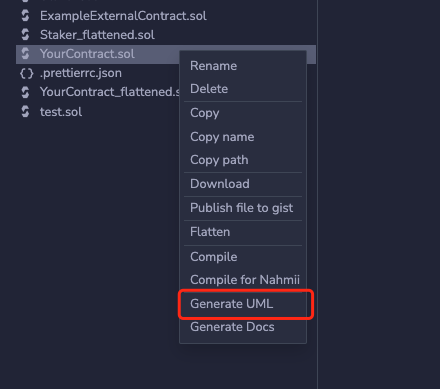 ExampleExternalContract.sol
Staker_flattened.sol
YourContract.sol
{} .prettierrc.json
YourContract_flattened.s
test.sol
Rename
Delete
Copy
Copy name
Copy path
Download
Publish file to gist
Flatten
Compile
Compile for Nahmii
Generate UML
Generate Docs